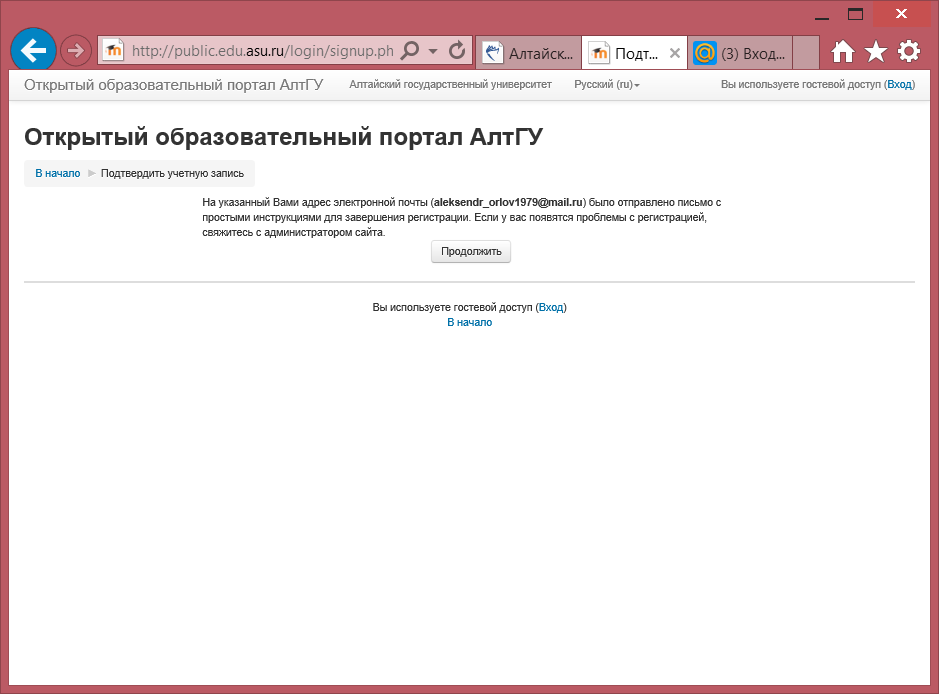 http://public.edu.asu.ru/login/signup.ph
Алтайск...
Подт...
(3) Вход...
Открытый образовательный портал АлтГУ
Алтайский государственный университет
Русский (ru)
Вы используете гостевой доступ (Вход)
Открытый образовательный портал АлтГУ
В начало
Подтвердить учетную запись
На указанный Вами адрес электронной почты (aleksendr_orlov1979@mail.ru) было отправлено письмо с
простыми инструкциями для завершения регистрации. Если у вас появятся проблемы с регистрацией,
свяжитесь с администратором сайта.
Продолжить
Вы используете гостевой доступ (Вход)
В начало